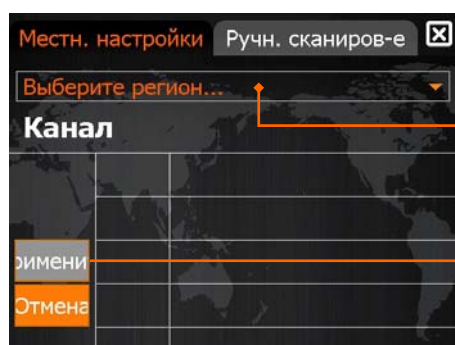 Местн. настройки Ручн. сканиров-е
Выберите регион...
Канал
римени
Отмена